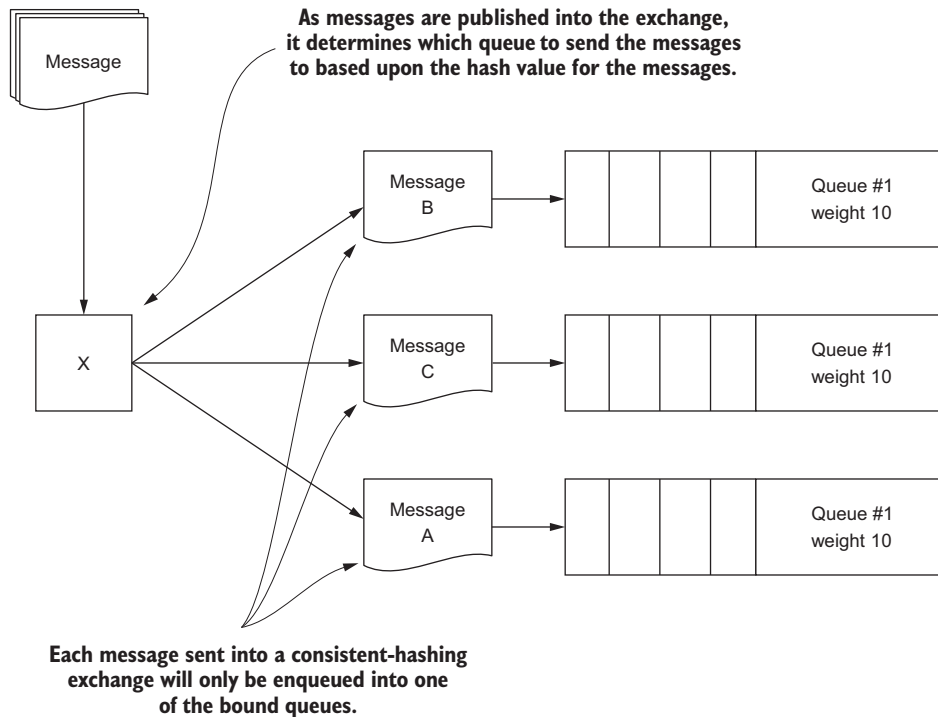 As messages are published into the exchange,
it determines which queue to send the messages
to based upon the hash value for the messages.
Message
Message
B
Queue #1
weight 10
X
Message
C
Queue #1
weight 10
Message
A
Queue #1
weight 10
Each message sent into a consistent-hashing
exchange will only be enqueued into one
of the bound queues.